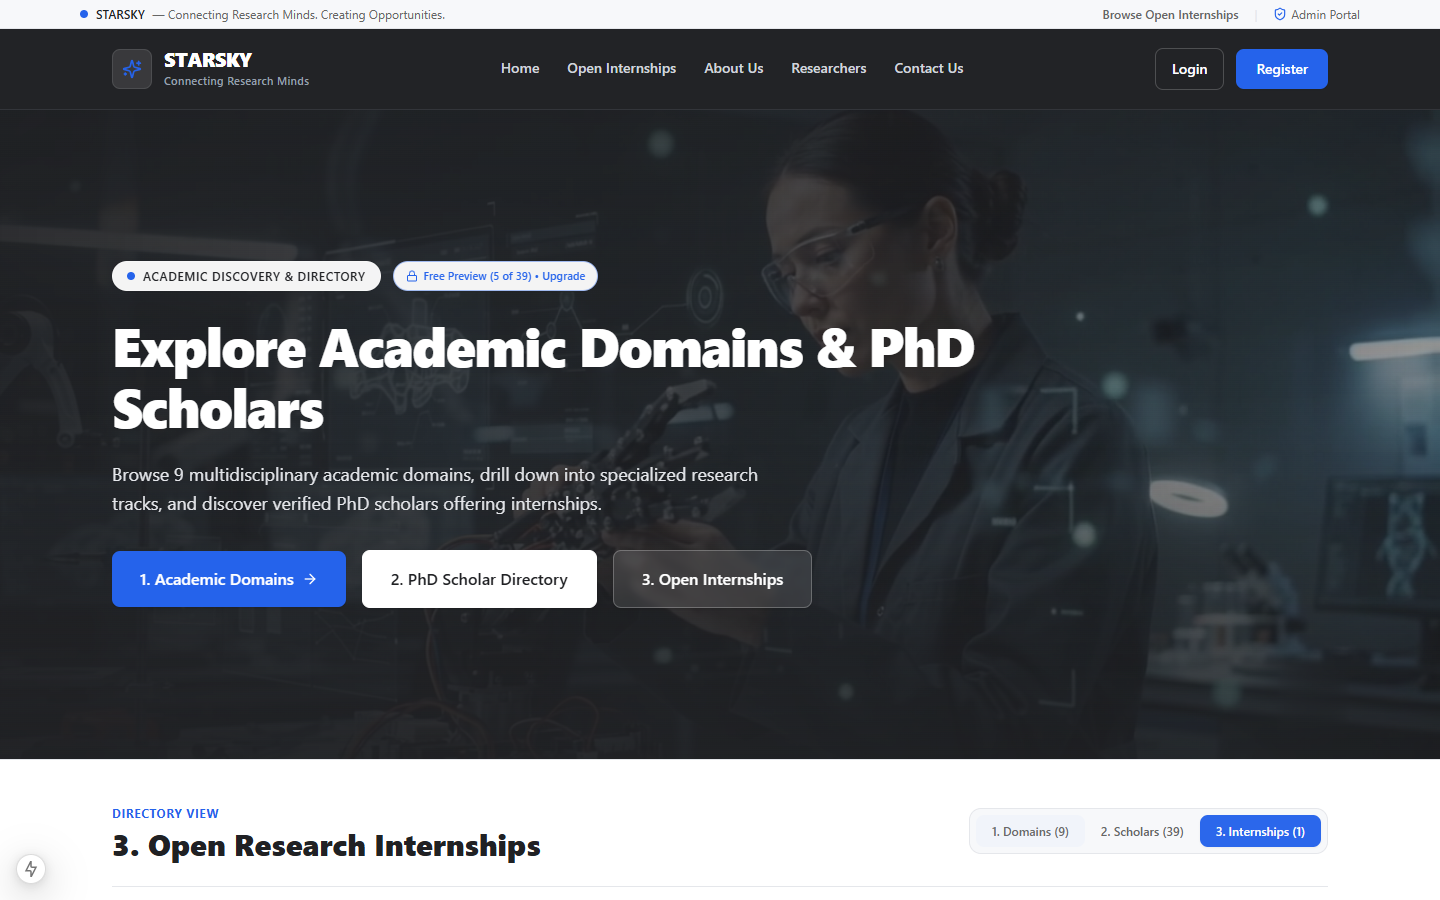 STARSKY — Connecting Research Minds. Creating Opportunities.
Browse Open Internships
Admin Portal
STARSKY
Connecting Research Minds
Home
Open Internships
About Us
Researchers
Contact Us
Login
Register
ACADEMIC DISCOVERY & DIRECTORY
Free Preview (5 of 39) • Upgrade
Explore Academic Domains & PhD
Scholars
Browse 9 multidisciplinary academic domains, drill down into specialized research
tracks, and discover verified PhD scholars offering internships.
1. Academic Domains →
2. PhD Scholar Directory
3. Open Internships
DIRECTORY VIEW
3. Open Research Internships
1. Domains (9)
2. Scholars (39)
3. Internships (1)